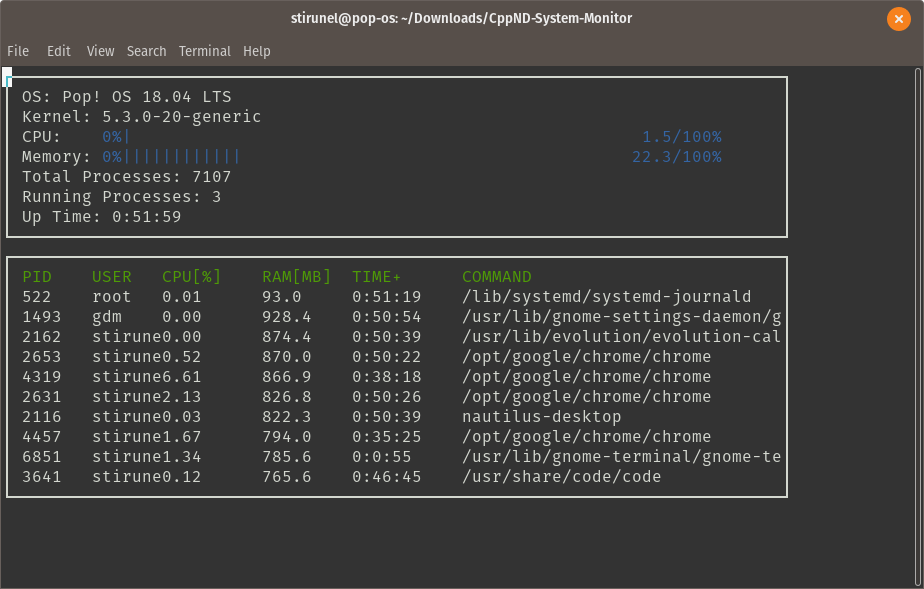 stirunel@pop-os: ~/Downloads/CppND-System-Monitor
File Edit View Search Terminal Help
OS: Pop! OS 18.04 LTS
Kernel: 5.3.0-20-generic
CPU: 0%| 1.5/100%
Memory: 0%|||||||||||| 22.3/100%
Total Processes: 7107
Running Processes: 3
Up Time: 0:51:59
PID USER CPU[%] RAM[MB] TIME+ COMMAND
522 root 0.01 93.0 0:51:19 /lib/systemd/systemd-journald
1493 gdm 0.00 928.4 0:50:54 /usr/lib/gnome-settings-daemon/g
2162 stirune0.00 874.4 0:50:39 /usr/lib/evolution/evolution-cal
2653 stirune0.52 870.0 0:50:22 /opt/google/chrome/chrome
4319 stirune6.61 866.9 0:38:18 /opt/google/chrome/chrome
2631 stirune2.13 826.8 0:50:26 /opt/google/chrome/chrome
2116 stirune0.03 822.3 0:50:39 nautilus-desktop
4457 stirune1.67 794.0 0:35:25 /opt/google/chrome/chrome
6851 stirune1.34 785.6 0:0:55 /usr/lib/gnome-terminal/gnome-te
3641 stirune0.12 765.6 0:46:45 /usr/share/code/code